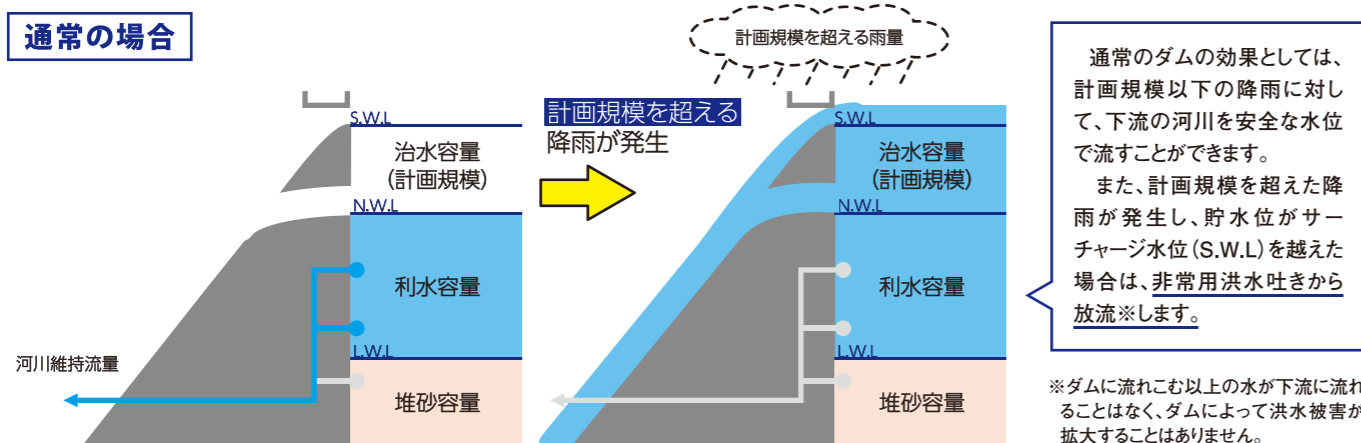 通常の場合
S.W.L
治水容量
(計画規模)
N.W.L
利水容量
L.W.L
堆砂容量
河川維持流量
計画規模を超える
降雨が発生
計画規模を超える雨量
S.W.L
治水容量
(計画規模)
N.W.L
利水容量
L.W.L
堆砂容量
通常のダムの効果としては、
計画規模以下の降雨に対し
て、下流の河川を安全な水位
で流すことができます。
また、計画規模を超えた降
雨が発生し、貯水位がサー
チャージ水位(S.W.L)を越えた
場合は、非常用洪水吐きから
放流※します。
※ダムに流れこむ以上の水が下流に流れ
ることはなく、ダムによって洪水被害が
拡大することはありません。